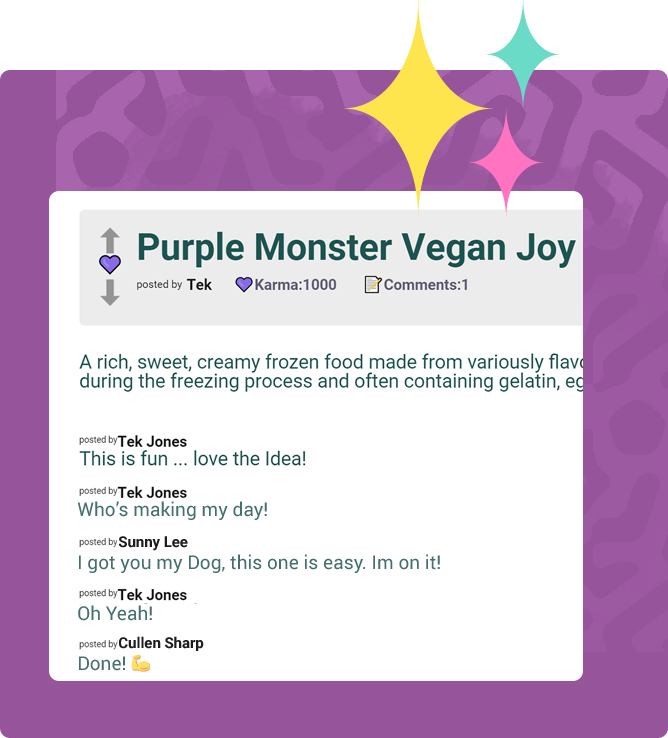 Purple Monster Vegan Joy
posted by Tek Karma:1000 Comments:1
A rich, sweet, creamy frozen food made from variously flavo
during the freezing process and often containing gelatin, eg
posted by Tek Jones
This is fun ... love the Idea!
posted by Tek Jones
Who's making my day!
posted by Sunny Lee
I got you my Dog, this one is easy. Im on it!
posted by Tek Jones
Oh Yeah!
posted by Cullen Sharp
Done! 💪